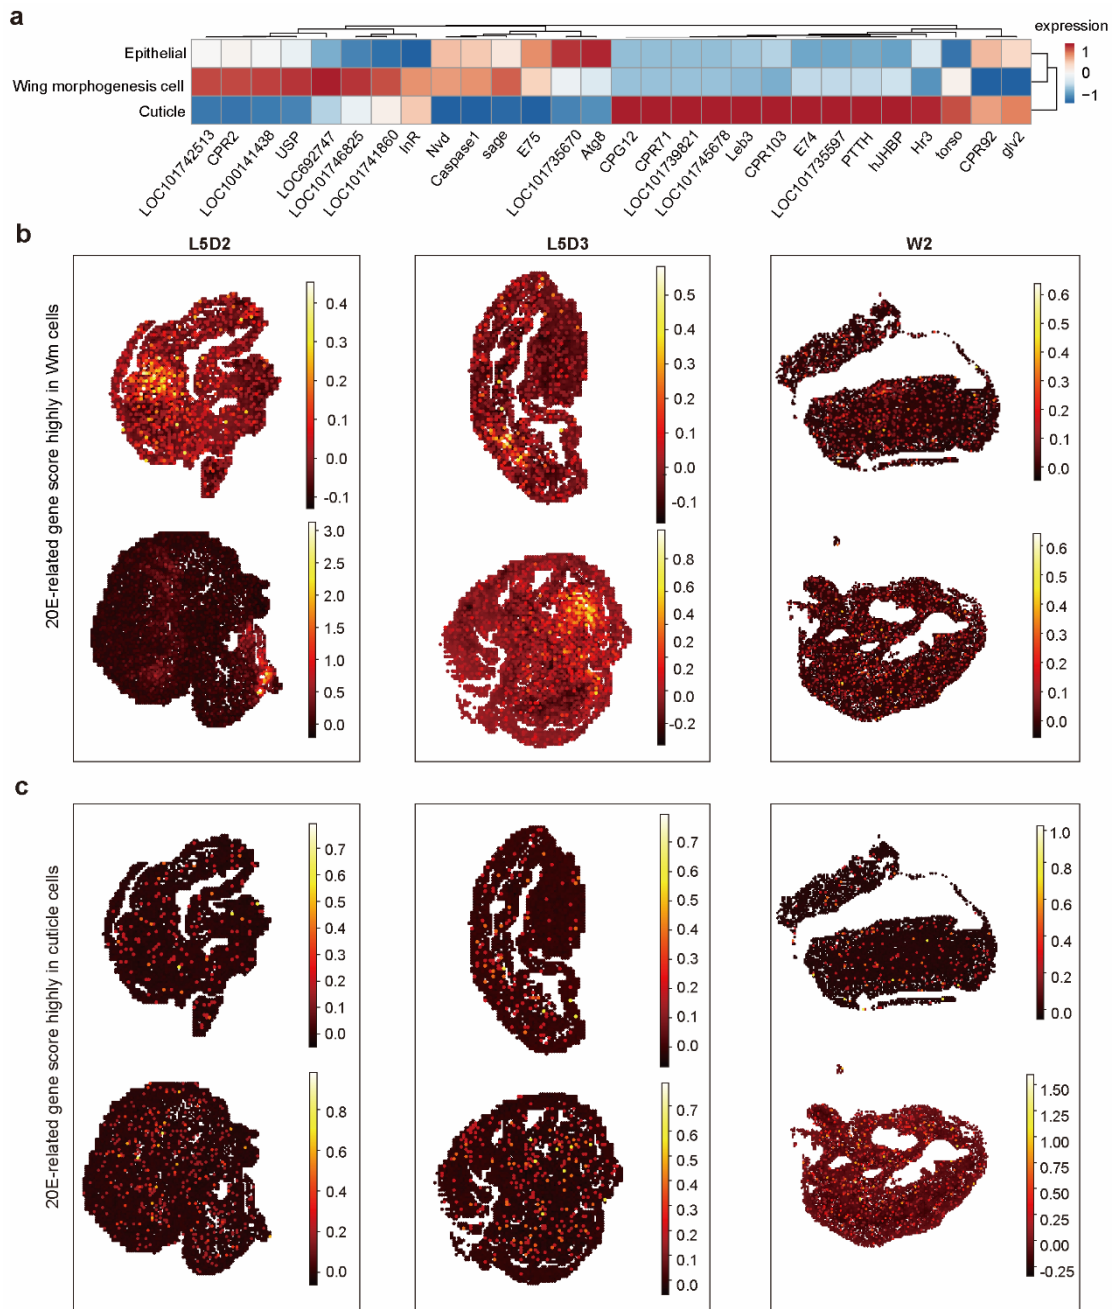 a
expression
Epithelial
Wing morphogenesis cell
Cuticle
1
0
−1
LOC101742513
CPR2
LOC100141438
USP
LOC692747
LOC101746825
LOC101741860
InR
Nvd
Caspase1
sage
E75
LOC101735670
Atg8
CPG12
CPR71
LOC101739821
LOC101745678
Leb3
CPR103
E74
LOC101735597
PTTH
hJHBP
Hr3
torso
CPR92
glv2
b
L5D2
L5D3
W2
20E-related gene score highly in Wm cells
0.4
0.3
0.2
0.1
0.0
-0.1
0.5
0.4
0.3
0.2
0.1
0.0
-0.1
0.6
0.5
0.4
0.3
0.2
0.1
0.0
3.0
2.5
2.0
1.5
1.0
0.5
0.0
0.8
0.6
0.4
0.2
0.2
0.0
-0.2
0.6
0.5
0.4
0.3
0.2
0.1
0.0
c
20E-related gene score highly in cuticle cells
0.7
0.6
0.5
0.4
0.3
0.2
0.1
0.0
0.7
0.6
0.5
0.4
0.3
0.2
0.1
0.0
1.0
0.8
0.6
0.4
0.2
0.0
0.8
0.6
0.4
0.2
0.0
0.7
0.6
0.5
0.4
0.3
0.2
0.1
0.0
1.50
1.25
1.00
0.75
0.50
0.25
0.00
-0.25